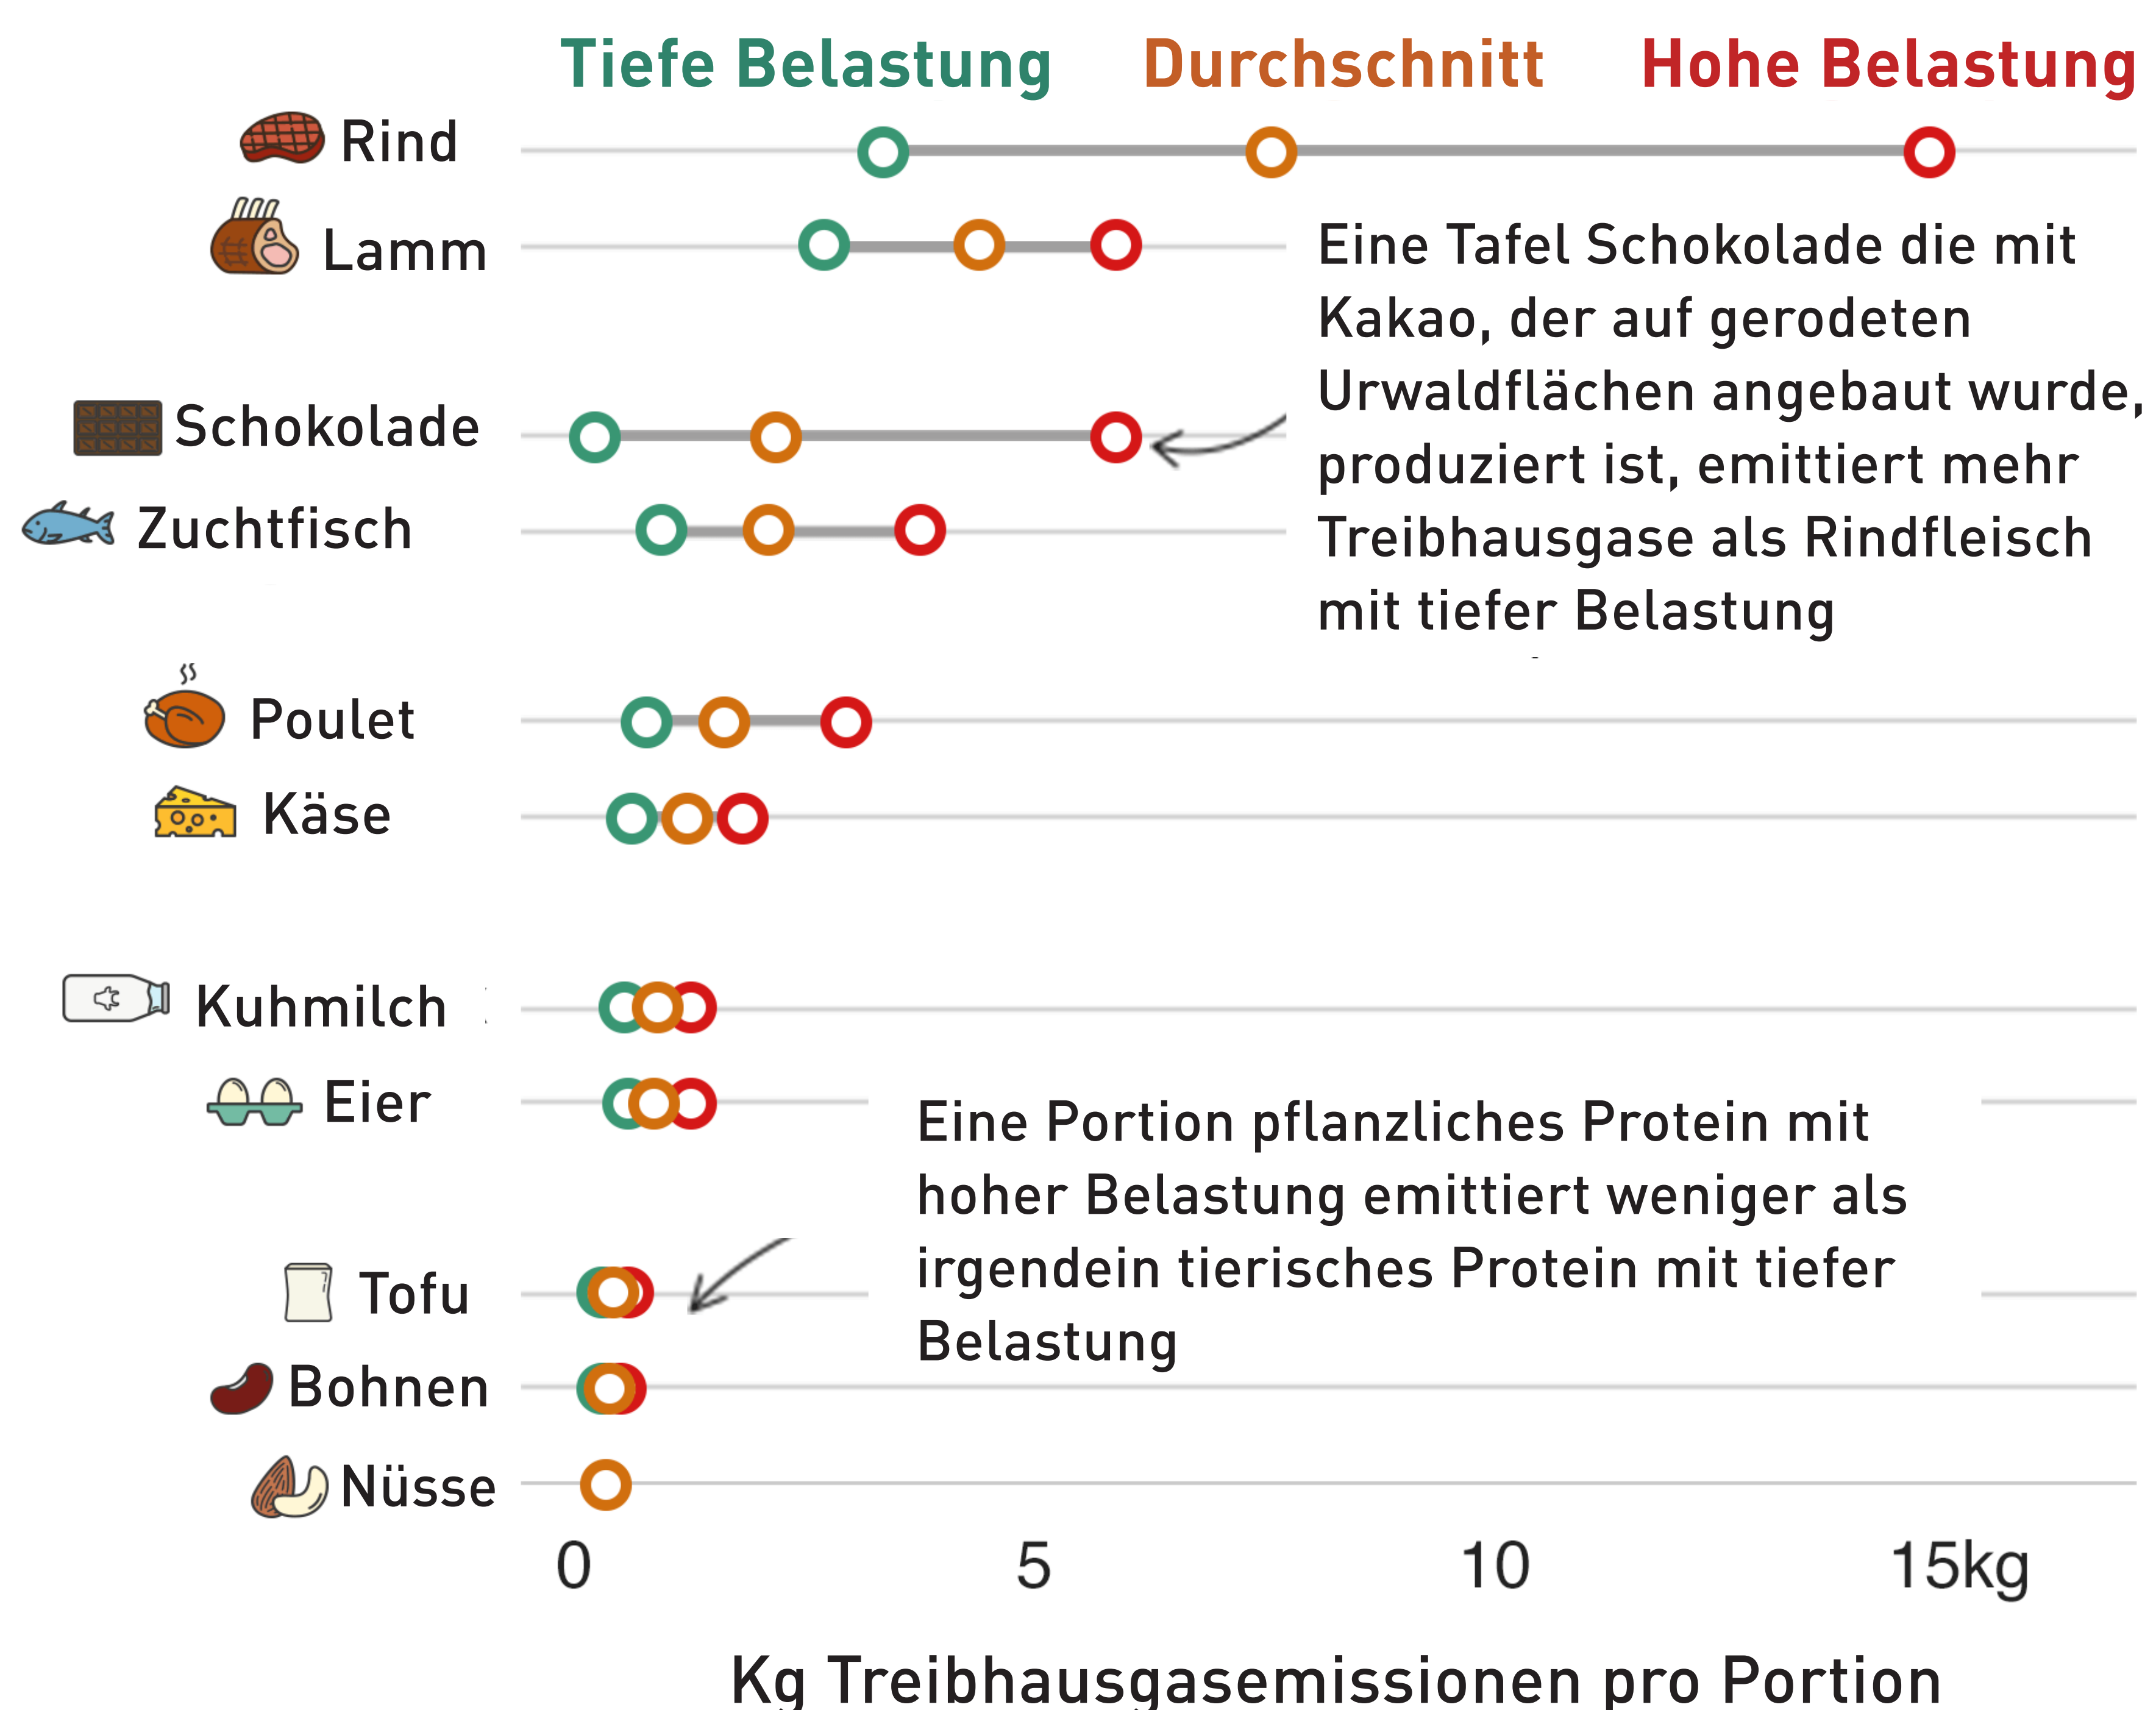 Tiefe Belastung Durchschnitt Hohe Belastung
Rind
Lamm
Eine Tafel Schokolade die mit
Kakao, der auf gerodeten
Urwaldflächen angebaut wurde,
produziert ist, emittiert mehr
Treibhausgase als Rindfleisch
mit tiefer Belastung
Schokolade
Zuchtfisch
Poulet
Käse
Kuhmilch
Eier
Eine Portion pflanzliches Protein mit
hoher Belastung emittiert weniger als
irgendein tierisches Protein mit tiefer
Belastung
Tofu
Bohnen
Nüsse
0 5 10 15kg
Kg Treibhausgasemissionen pro Portion